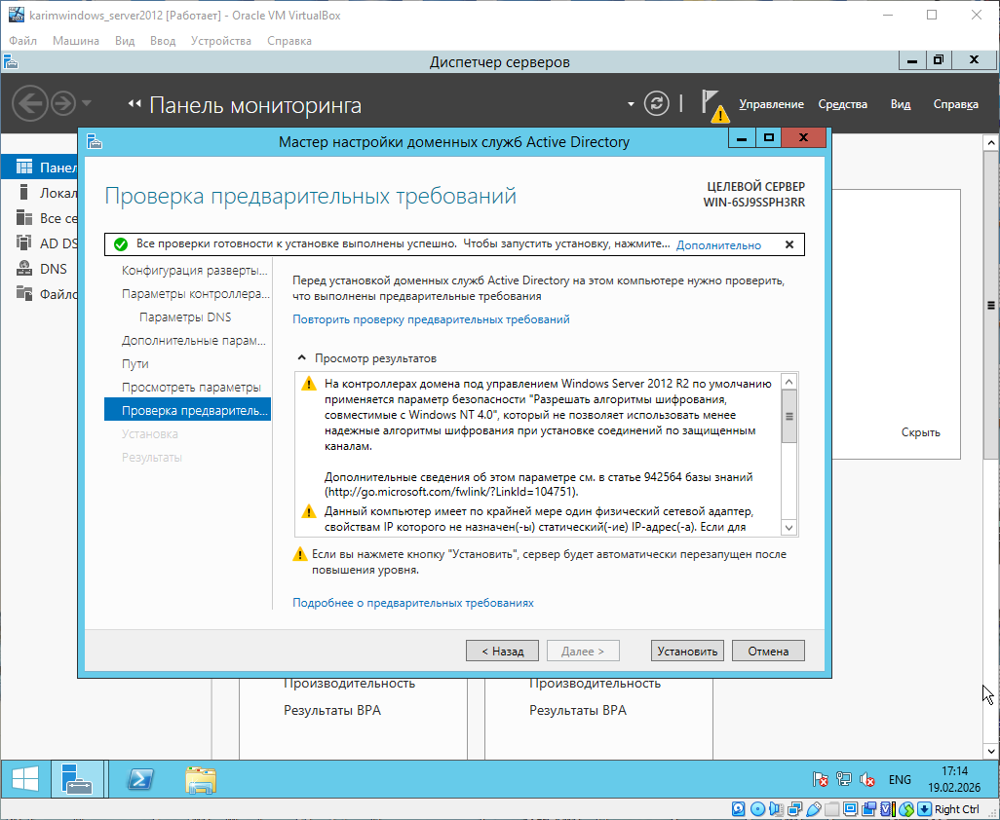 karimwindows_server2012 [Работает] - Oracle VM VirtualBox
Файл Машина Вид Ввод Устройства Справка
Диспетчер серверов
Панель мониторинга
Управление Средства Вид Справка
Мастер настройки доменных служб Active Directory
Панел
Локал
Все се
AD DS
DNS
Файло
Проверка предварительных требований
ЦЕЛЕВОЙ СЕРВЕР
WIN-6SJ9SSPH3RR
Все проверки готовности к установке выполнены успешно. Чтобы запустить установку, нажмите... Дополнительно
Конфигурация разверты...
Параметры контроллера...
Параметры DNS
Дополнительные парам...
Пути
Просмотреть параметры
Проверка предваритель...
Установка
Результаты
Перед установкой доменных служб Active Directory на этом компьютере нужно проверить,
что выполнены предварительные требования
Повторить проверку предварительных требований
Просмотр результатов
На контроллерах домена под управлением Windows Server 2012 R2 по умолчанию
применяется параметр безопасности "Разрешать алгоритмы шифрования,
совместимые с Windows NT 4.0", который не позволяет использовать менее
надежные алгоритмы шифрования при установке соединений по защищенным
каналам.
Дополнительные сведения об этом параметре см. в статье 942564 базы знаний
(http://go.microsoft.com/fwlink/?LinkId=104751).
Данный компьютер имеет по крайней мере один физический сетевой адаптер,
свойствам IP которого не назначен(-ы) статический(-ие) IP-адрес(-а). Если для
Если вы нажмете кнопку "Установить", сервер будет автоматически перезапущен после
повышения уровня.
Подробнее о предварительных требованиях
< Назад Далее > Установить Отмена
Скрыть
Производительность Производительность
Результаты BPA Результаты BPA
ENG
17:14
19.02.2026
Right Ctrl